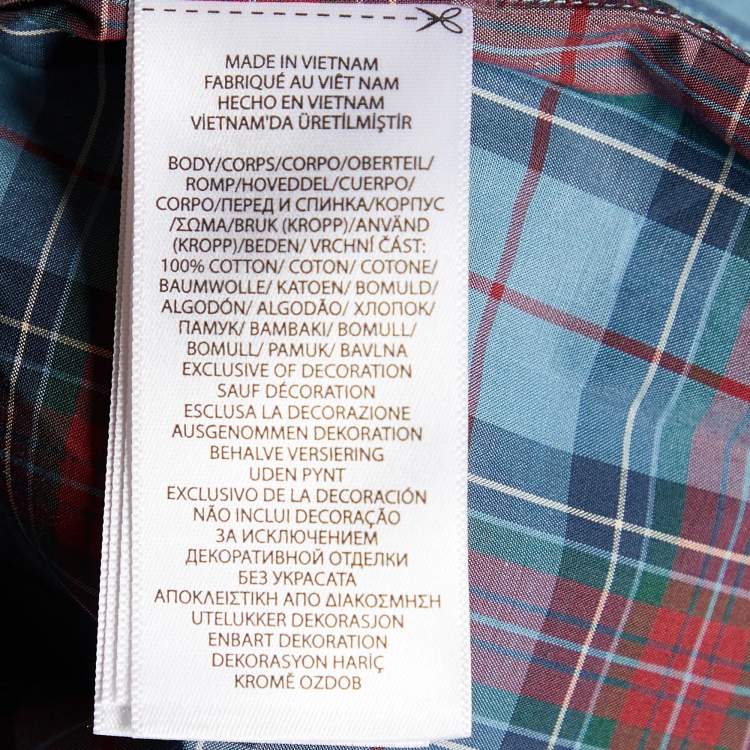 MADE IN VIETNAM
FABRIQUÉ AU VIÊT NAM
HECHO EN VIETNAM
VİETNAM'DA ÜRETİLMİŞTİR
BODY/CORPS/CORPO/OBERTEIL/
ROMP/HOVEDDEL/CUERPO/
CORPO/ПЕРЕД И СПИНКА/КОРПУС
/ΣΩΜΑ/BRUK (KROPP)/ANVÄND
(KROPP)/BEDEN/ VRCHNÍ ČÁST:
100% COTTON/ COTON/ COTONE/
BAUMWOLLE/ KATOEN/ BOMULD/
ALGODÓN/ ALGODÃO/ ХЛОПОК/
ПАМУК/ BAMBAKI/ BOMULL/
BOMULL/ PAMUK/ BAVLNA
EXCLUSIVE OF DECORATION
SAUF DÉCORATION
ESCLUSA LA DECORAZIONE
AUSGENOMMEN DEKORATION
BEHALVE VERSIERING
UDEN PYNT
EXCLUSIVO DE LA DECORACIÓN
NÃO INCLUI DECORAÇÃO
ЗА ИСКЛЮЧЕНИЕМ
ДЕКОРАТИВНОЙ ОТДЕЛКИ
БЕЗ УКРАСАТА
ΑΠΟΚΛΕΙΣΤΙΚΗ ΑΠΟ ΔΙΑΚΟΣΜΗΣΗ
UTELUKKER DEKORASJON
ENBART DEKORATION
DEKORASYON HARİÇ
KROMĚ OZDOB